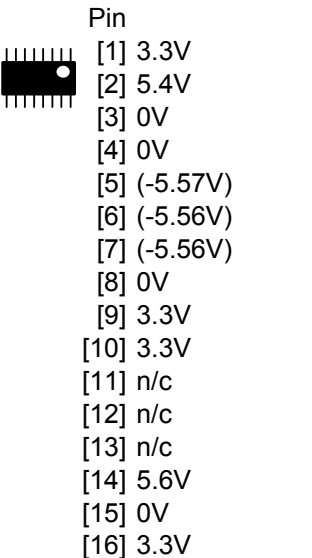 Pin
[1] 3.3V
[2] 5.4V
[3] 0V
[4] 0V
[5] (-5.57V)
[6] (-5.56V)
[7] (-5.56V)
[8] 0V
[9] 3.3V
[10] 3.3V
[11] n/c
[12] n/c
[13] n/c
[14] 5.6V
[15] 0V
[16] 3.3V